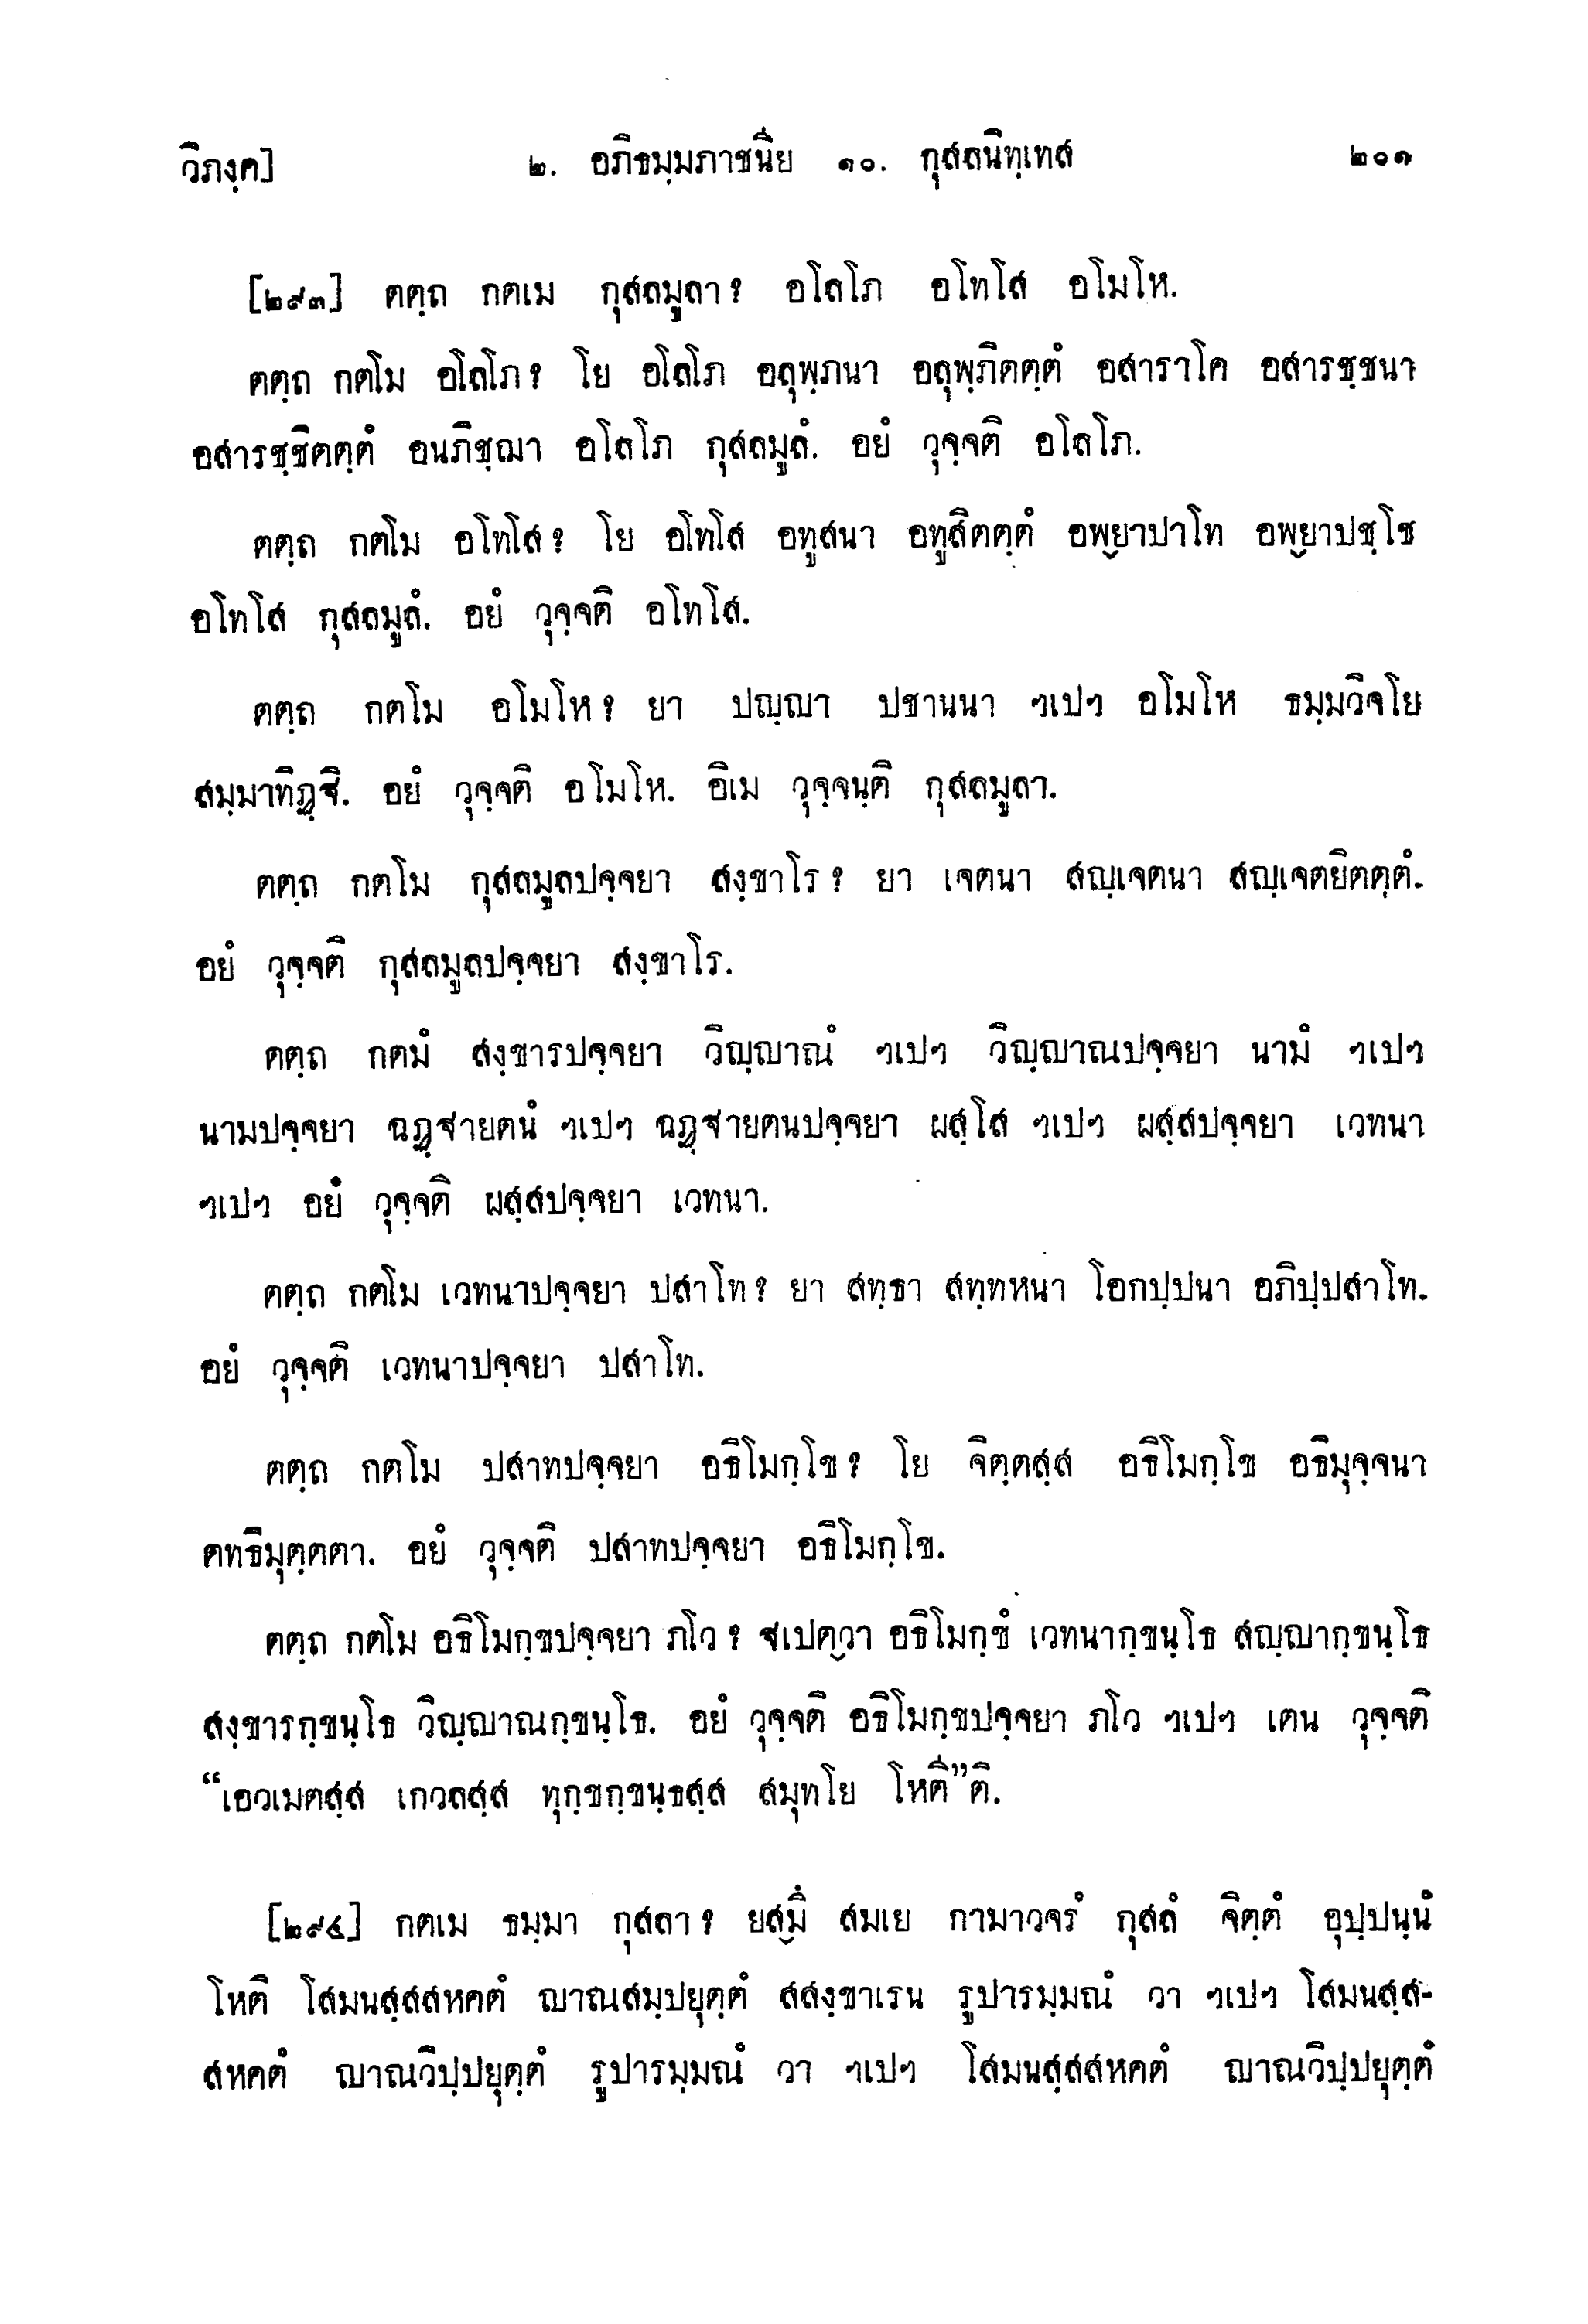 วิภงฺค] ๒. อภิธมฺมภาชนีย ๑๐. กุสลนิทฺเทส ๒๐๑
[๒๙๓] ตตฺถ กตเม กุสลมูลา? อโลโภ อโทโส อโมโห.
ตตฺถ กตโม อโลโภ? โย อโลโภ อลุพฺภนา อลุพฺภิตตฺตํ อสาราโค อสารชฺชนา
อสารชฺชิตตฺตํ อนภิชฺฌา อโลโภ กุสลมูลํ. อยํ วุจฺจติ อโลโภ.
ตตฺถ กตโม อโทโส? โย อโทโส อทูสนา อทูสิตตฺตํ อพฺยาปาโท อพฺยาปชฺโช
อโทโส กุสลมูลํ. อยํ วุจฺจติ อโทโส.
ตตฺถ กตโม อโมโห? ยา ปญฺญา ปชานนา ฯเปฯ อโมโห ธมฺมวิจโย
สมฺมาทิฏฺฐิ. อยํ วุจฺจติ อโมโห. อิเม วุจฺจนฺติ กุสลมูลา.
ตตฺถ กตโม กุสลมูลปจฺจยา สงฺขาโร? ยา เจตนา สญฺเจตนา สญฺเจตยิตตฺตํ.
อยํ วุจฺจติ กุสลมูลปจฺจยา สงฺขาโร.
ตตฺถ กตมํ สงฺขารปจฺจยา วิญฺญาณํ ฯเปฯ วิญฺญาณปจฺจยา นามํ ฯเปฯ
นามปจฺจยา ฉฏฺฐายตนํ ฯเปฯ ฉฏฺฐายตนปจฺจยา ผสฺโส ฯเปฯ ผสฺสปจฺจยา เวทนา
ฯเปฯ อยํ วุจฺจติ ผสฺสปจฺจยา เวทนา.
ตตฺถ กตโม เวทนาปจฺจยา ปสาโท? ยา สทฺธา สทฺทหนา โอกปฺปนา อภิปฺปสาโท.
อยํ วุจฺจติ เวทนาปจฺจยา ปสาโท.
ตตฺถ กตโม ปสาทปจฺจยา อธิโมกฺโข? โย จิตฺตสฺส อธิโมกฺโข อธิมุจฺจนา
ตทธิมุตฺตตา. อยํ วุจฺจติ ปสาทปจฺจยา อธิโมกฺโข.
ตตฺถ กตโม อธิโมกฺขปจฺจยา ภโว? ฐเปตฺวา อธิโมกฺขํ เวทนากฺขนฺโธ สญฺญากฺขนฺโธ
สงฺขารกฺขนฺโธ วิญฺญาณกฺขนฺโธ. อยํ วุจฺจติ อธิโมกฺขปจฺจยา ภโว ฯเปฯ เตน วุจฺจติ
“เอวเมตสฺส เกวลสฺส ทุกฺขกฺขนฺธสฺส สมุทโย โหตี”ติ.
[๒๙๔] กตเม ธมฺมา กุสลา? ยสฺมึ สมเย กามาวจรํ กุสลํ จิตฺตํ อุปฺปนฺนํ
โหติ โสมนสฺสสหคตํ ญาณสมฺปยุตฺตํ สสงฺขาเรน รูปารมฺมณํ วา ฯเปฯ โสมนสฺส-
สหคตํ ญาณวิปฺปยุตฺตํ รูปารมฺมณํ วา ฯเปฯ โสมนสฺสสหคตํ ญาณวิปฺปยุตฺตํ